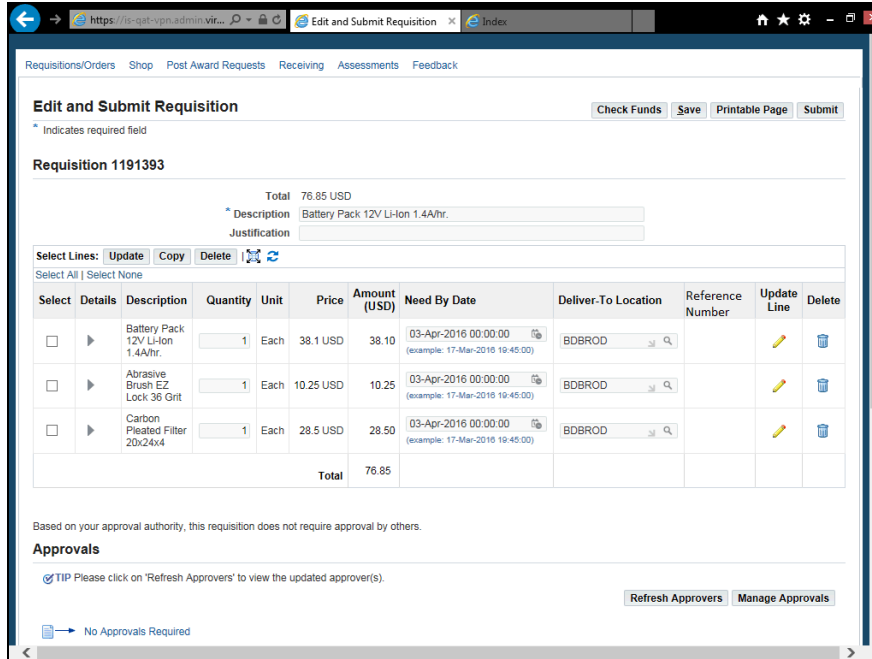 https://is-qat-vpn.admin.vir...
Edit and Submit Requisition
Index
Requisitions/Orders Shop Post Award Requests Receiving Assessments Feedback
Edit and Submit Requisition
Check Funds Save Printable Page Submit
* Indicates required field
Requisition 1191393
Total 76.85 USD
* Description Battery Pack 12V Li-Ion 1.4A/hr.
Justification
Select Lines: Update Copy Delete |
Select All | Select None
Select Details Description Quantity Unit Price Amount (USD) Need By Date Deliver-To Location Reference Number Update Line Delete
Battery Pack
12V Li-Ion
1.4A/hr.
1 Each 38.1 USD 38.10 03-Apr-2016 00:00:00 BDBROD
(example: 17-Mar-2016 19:45:00)
Abrasive
Brush EZ
Lock 36 Grit
1 Each 10.25 USD 10.25 03-Apr-2016 00:00:00 BDBROD
(example: 17-Mar-2016 19:45:00)
Carbon
Pleated Filter
20x24x4
1 Each 28.5 USD 28.50 03-Apr-2016 00:00:00 BDBROD
(example: 17-Mar-2016 19:45:00)
Total 76.85
Based on your approval authority, this requisition does not require approval by others.
Approvals
TIP Please click on 'Refresh Approvers' to view the updated approver(s).
Refresh Approvers Manage Approvals
No Approvals Required